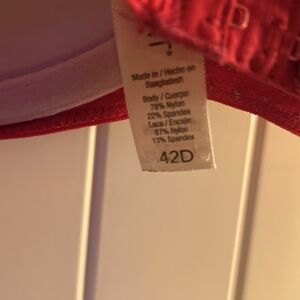 Made in / Hecho en
Bangladesh
Body / Cuerpo:
78% Nylon
22% Spandex
Lace / Encaje:
87% Nylon
13% Spandex
42D